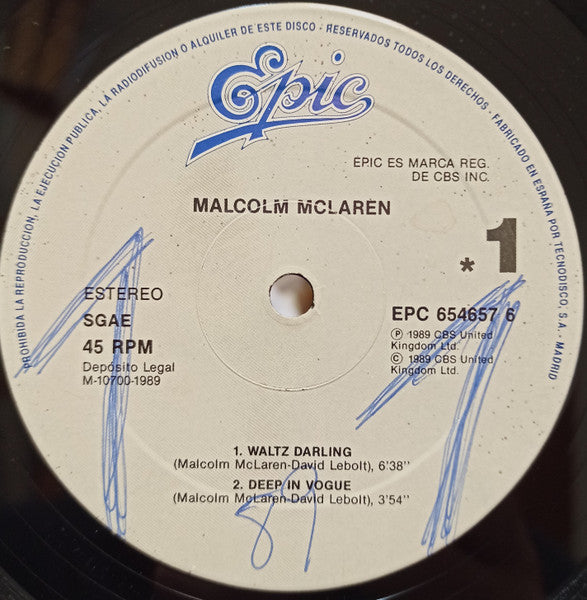 PROHIBIDA LA REPRODUCCION, LA EJECUCION PUBLICA, LA RADIODIFUSION O ALQUILER DE ESTE DISCO - RESERVADOS TODOS LOS DERECHOS - FABRICADO EN ESPAÑA POR TECNODISCO, S.A. - MADRID
Epic
EPIC ES MARCA REG.
DE CBS INC.
MALCOLM MCLAREN
*1
ESTEREO
SGAE
45 RPM
Depósito Legal
M-10700-1989
EPC 654657 6
Ⓟ 1989 CBS United
Kingdom Ltd.
© 1989 CBS United
Kingdom Ltd.
1. WALTZ DARLING
(Malcolm McLaren-David Lebolt), 6'38"
2. DEEP IN VOGUE
(Malcolm McLaren-David Lebolt), 3'54"
1
1
89